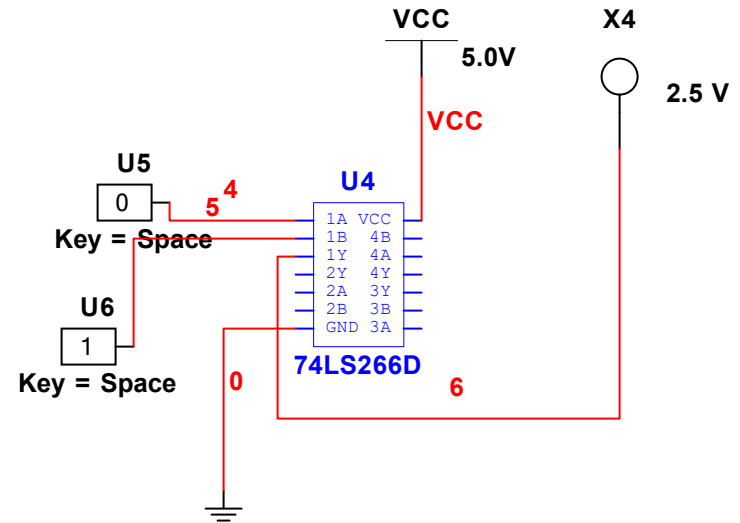 VCC
5.0V
X4
2.5 V
VCC
U5
0
Key = Space
4
5
U4
1A VCC
1B 4B
1Y 4A
2Y 4Y
2A 3Y
2B 3B
GND 3A
74LS266D
U6
1
Key = Space
0
6